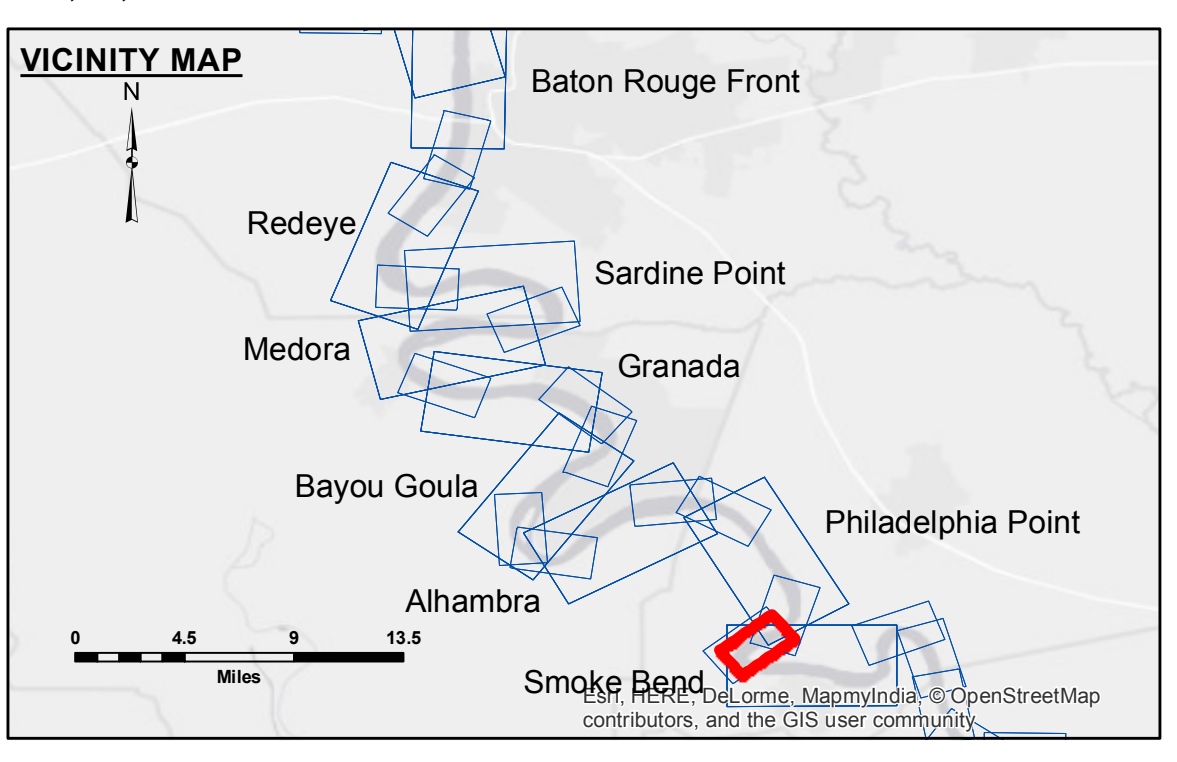 VICINITY MAP
N
Baton Rouge Front
Redeye
Sardine Point
Medora
Granada
Bayou Goula
Philadelphia Point
Alhambra
0 4.5 9 13.5
Miles
Smoke Bend
Esri, HERE, DeLorme, MapmyIndia, © OpenStreetMap
contributors, and the GIS user community